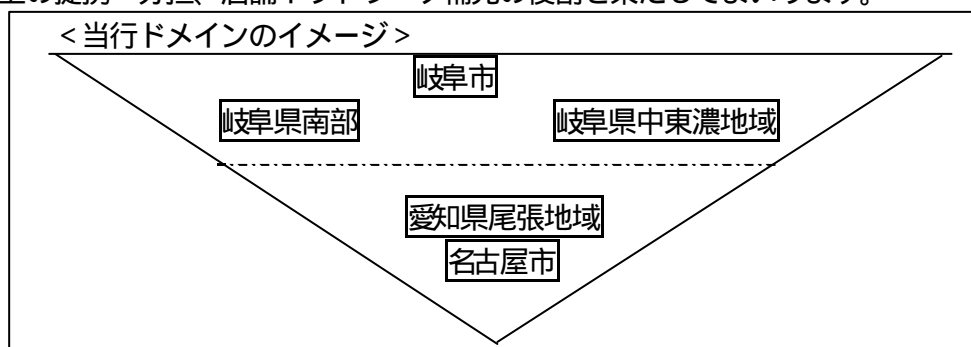 の提携・分担、店舗ネットワーク補完の役割を果たしてまいります。
＜当行ドメインのイメージ＞
岐阜市
岐阜県南部 岐阜県中東濃地域
愛知県尾張地域
名古屋市